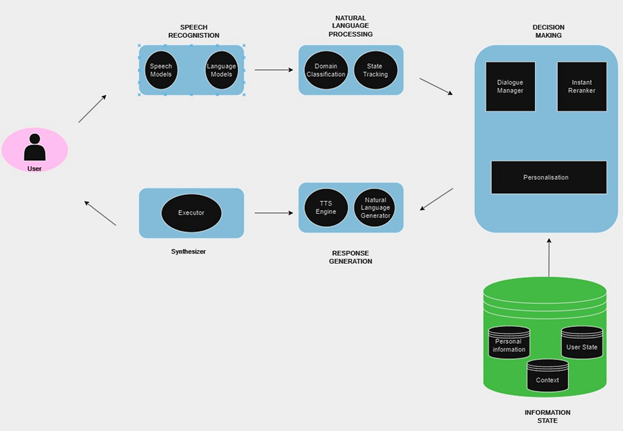 SPEECH
RECOGNISTION
NATURAL
LANGUAGE
PROCESSING
DECISION
MAKING
Speech
Models
Language
Models
Domain
Classification
State
Tracking
Dialogue
Manager
Instant
Reranker
Personalisation
User
Executor
Synthesizer
TTS
Engine
Natural
Language
Generator
RESPONSE
GENERATION
Personal
information
User State
Context
INFORMATION
STATE